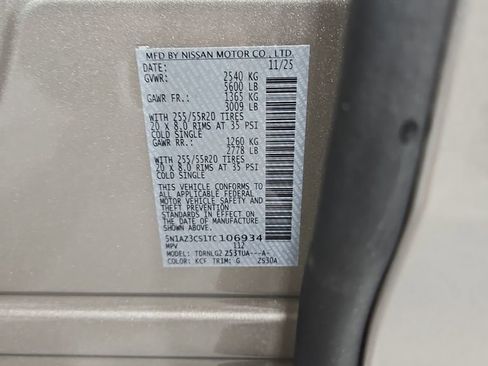 MFD BY NISSAN MOTOR CO., LTD.
DATE: 11/25
GVWR: 2540 KG
5600 LB
GAWR FR.: 1365 KG
3009 LB
WITH 255/55R20 TIRES
20 x 8.0 RIMS AT 35 PSI
COLD SINGLE
GAWR RR.: 1260 KG
2778 LB
WITH 255/55R20 TIRES
20 x 8.0 RIMS AT 35 PSI
COLD SINGLE
THIS VEHICLE CONFORMS TO
ALL APPLICABLE FEDERAL
MOTOR VEHICLE SAFETY AND
THEFT PREVENTION
STANDARDS IN EFFECT ON
THE DATE OF MANUFACTURE
SHOWN ABOVE.
5N1AZ3CS1TC106934
MPV 112
MODEL: TDRNLG2 Z53TUA---A-
COLOR: KCF TRIM: G Z530A